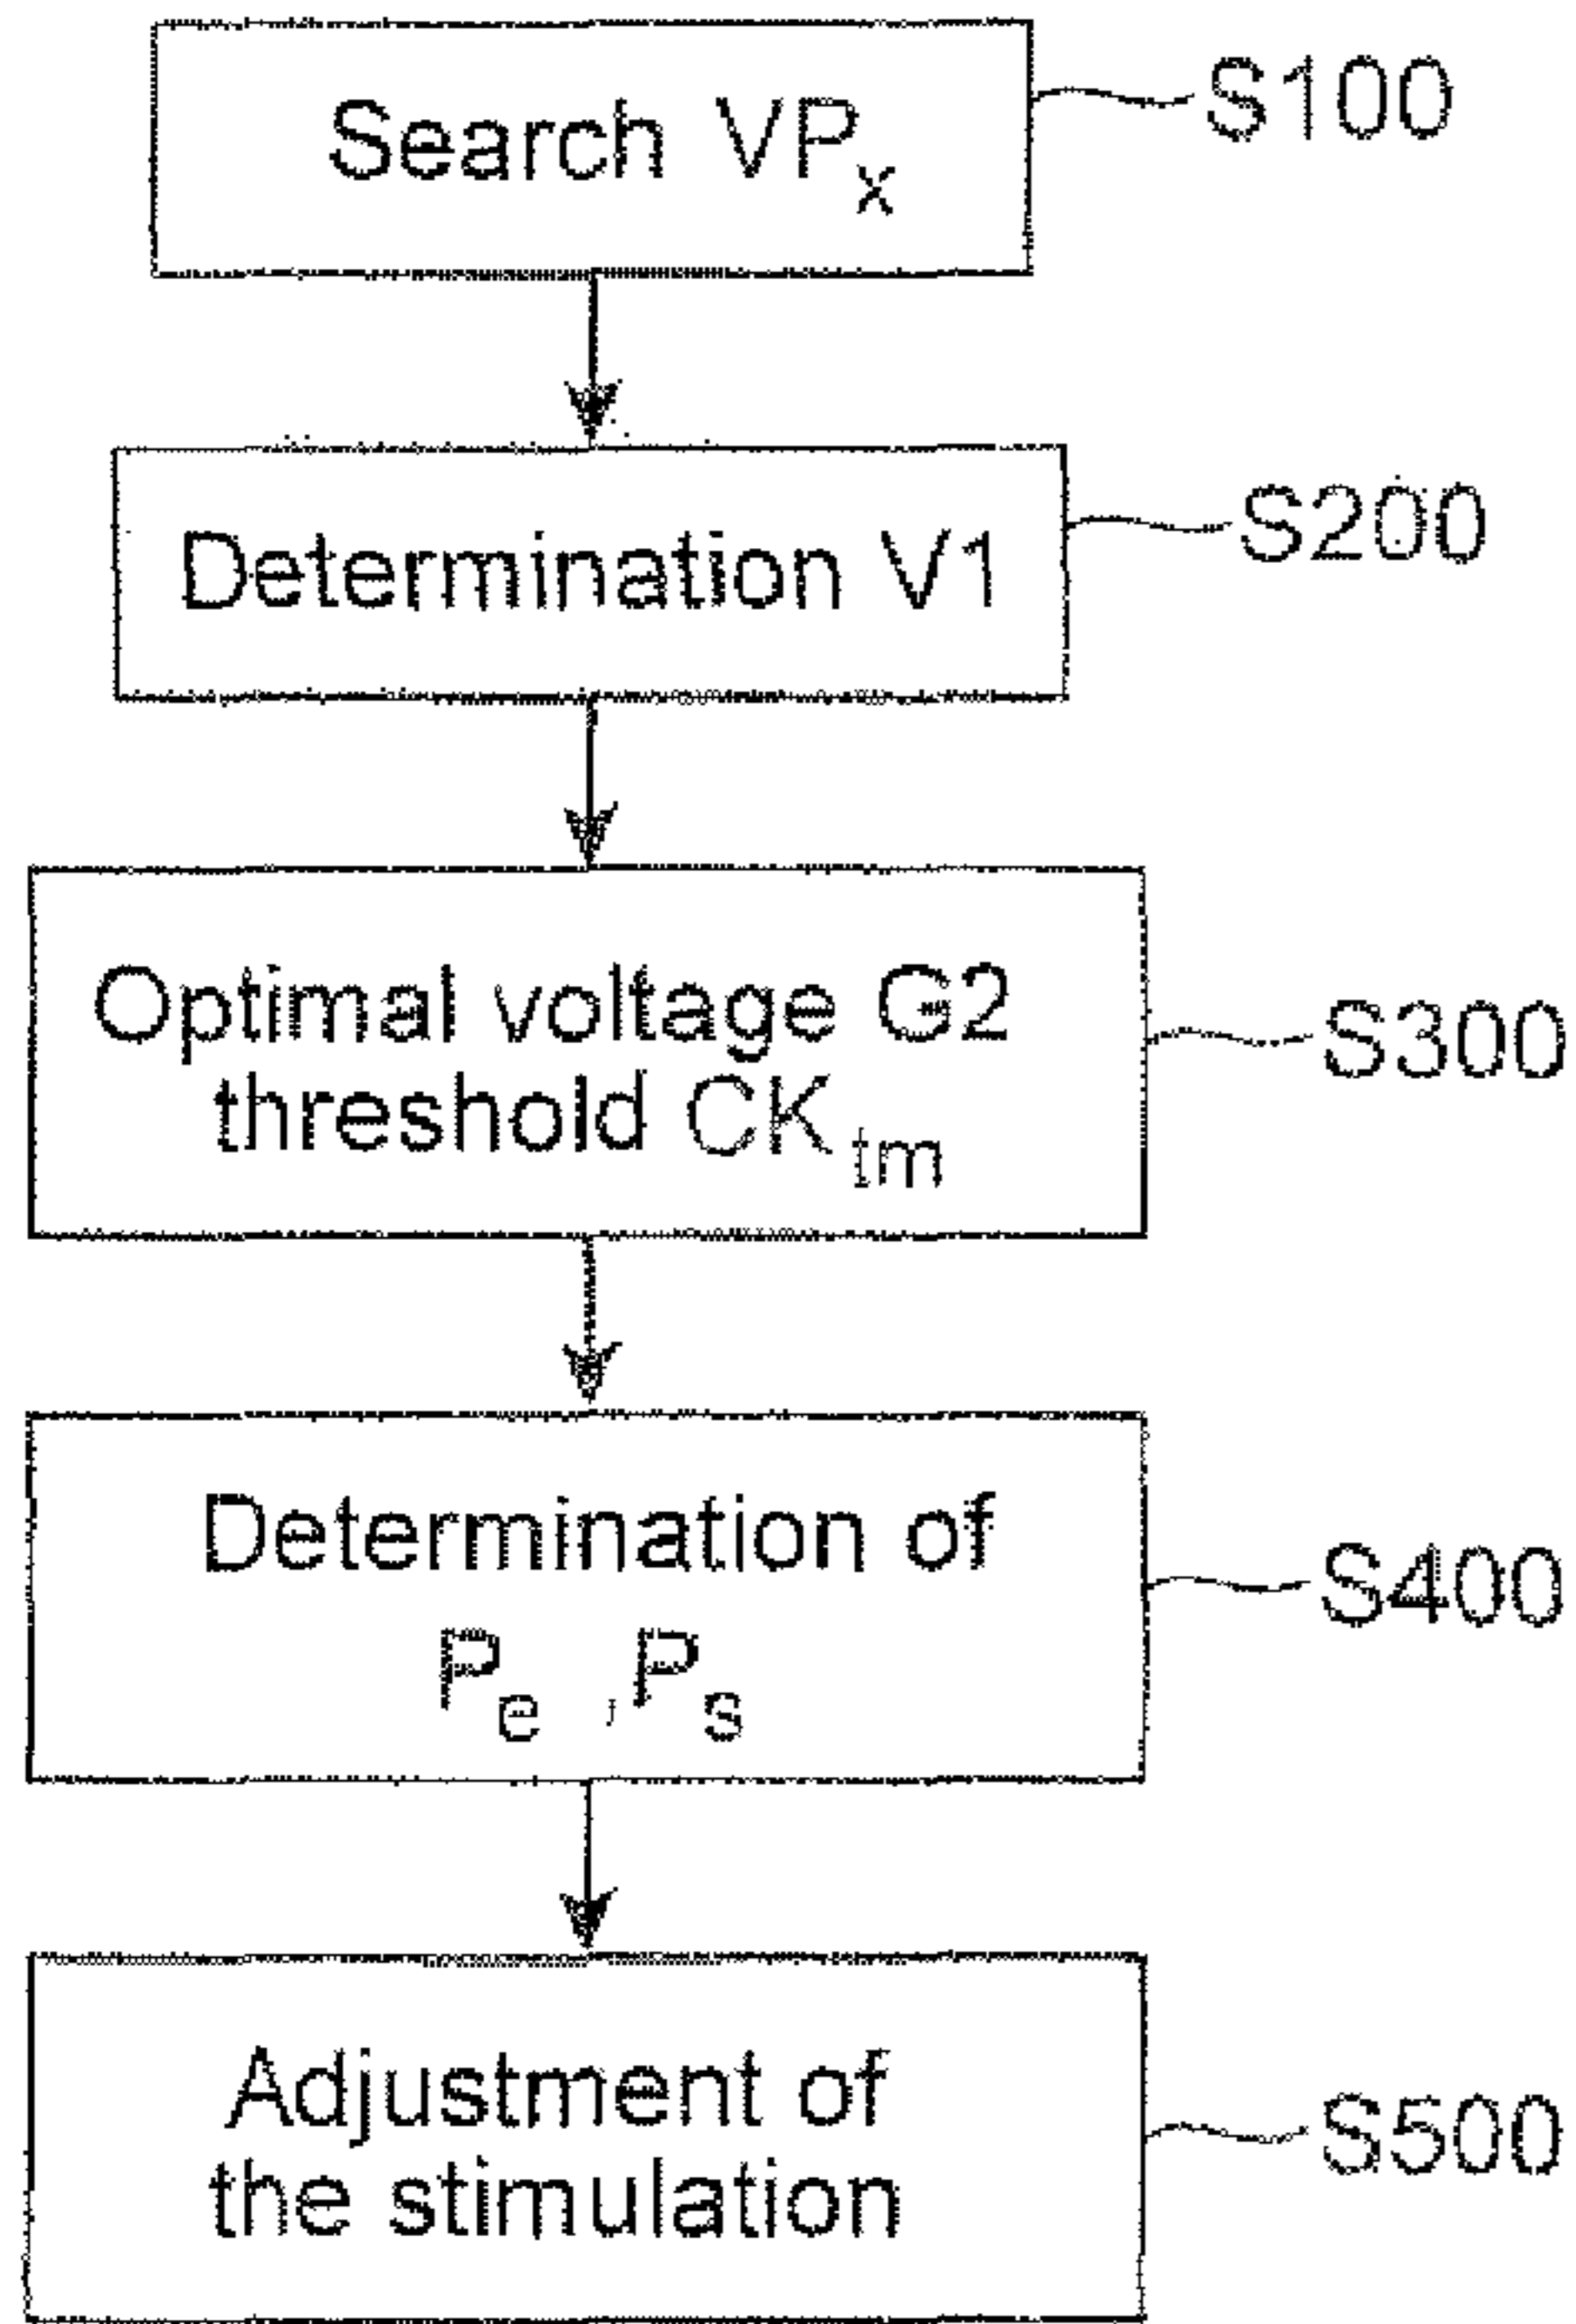 Search VPₓ
S100
Determination V1
S200
Optimal voltage G2
threshold CKtm
S300
Determination of
Pe , Ps
S400
Adjustment of
the stimulation
S500